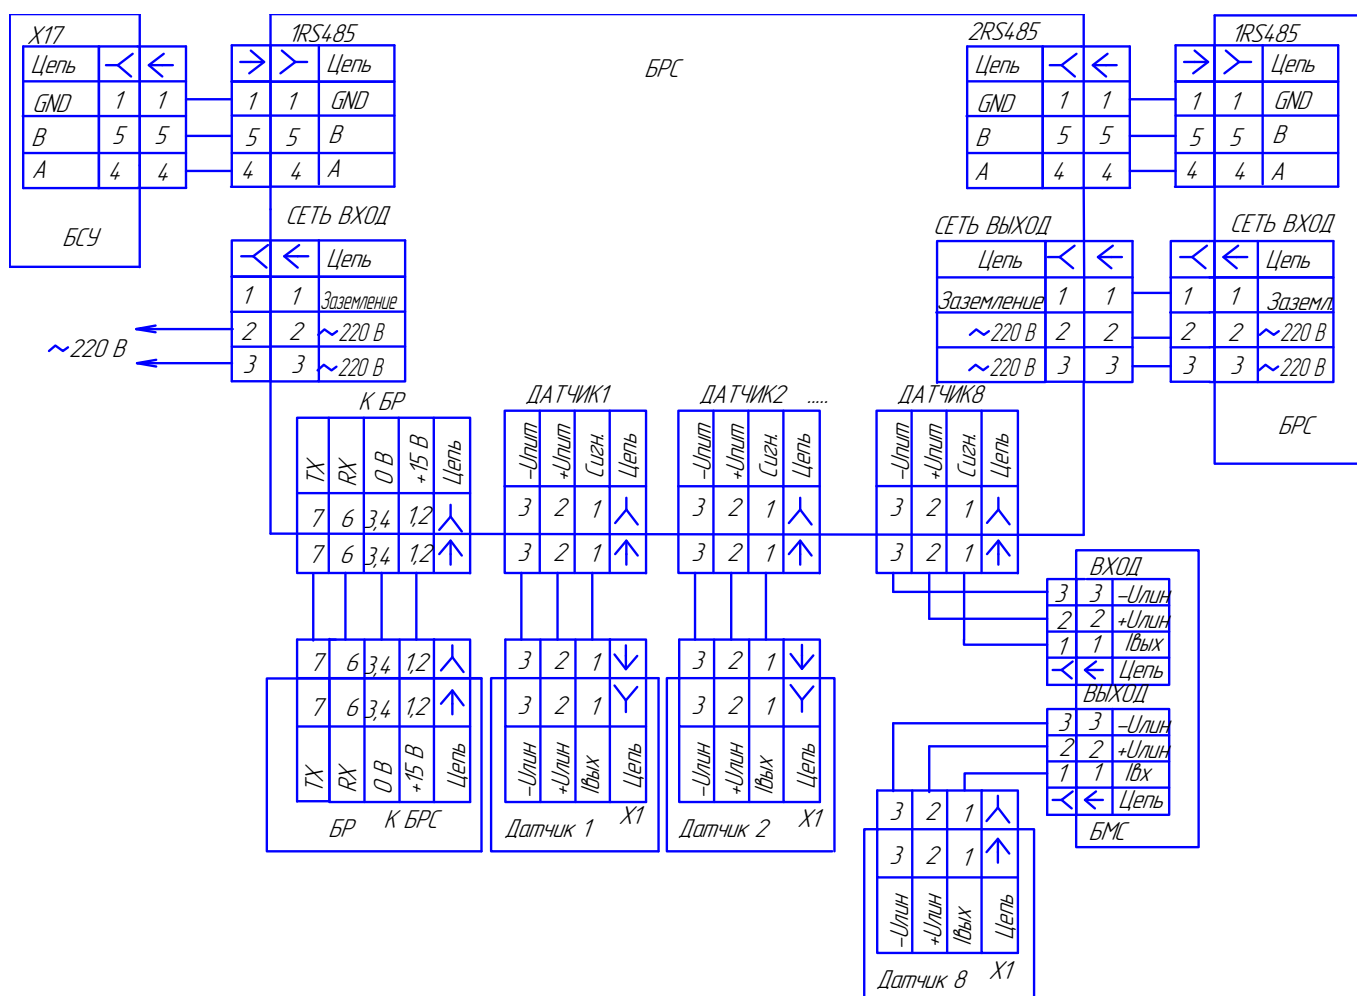 X17
Цепь
GND 1 1
B 5 5
A 4 4
БСУ
1RS485
Цепь
1 1 GND
5 5 B
4 4 A
БРС
2RS485
Цепь
GND 1 1
B 5 5
A 4 4
1RS485
Цепь
1 1 GND
5 5 B
4 4 A
СЕТЬ ВХОД
Цепь
1 1 Заземление
2 2 ~220 В
3 3 ~220 В
~220 В
СЕТЬ ВЫХОД
Цепь
Заземление 1 1
~220 В 2 2
~220 В 3 3
СЕТЬ ВХОД
Цепь
1 1 Заземл.
2 2 ~220 В
3 3 ~220 В
БРС
К БР
TX RX 0 В +15 В Цепь
7 6 3,4 1,2
7 6 3,4 1,2
ДАТЧИК1
-Uпит +Uпит Сигн. Цепь
3 2 1
3 2 1
ДАТЧИК2 .....
-Uпит +Uпит Сигн. Цепь
3 2 1
3 2 1
ДАТЧИК8
-Uпит +Uпит Сигн. Цепь
3 2 1
3 2 1
7 6 3,4 1,2
7 6 3,4 1,2
TX RX 0 В +15 В Цепь
БР К БРС
3 2 1
3 2 1
-Uлин +Uлин Iвых Цепь
Датчик 1 X1
3 2 1
3 2 1
-Uлин +Uлин Iвых Цепь
Датчик 2 X1
ВХОД
3 3 -Uлин
2 2 +Uлин
1 1 Iвых
Цепь
ВЫХОД
3 3 -Uлин
2 2 +Uлин
1 1 Iвх
Цепь
БМС
3 2 1
3 2 1
-Uлин +Uлин Iвых Цепь
Датчик 8 X1